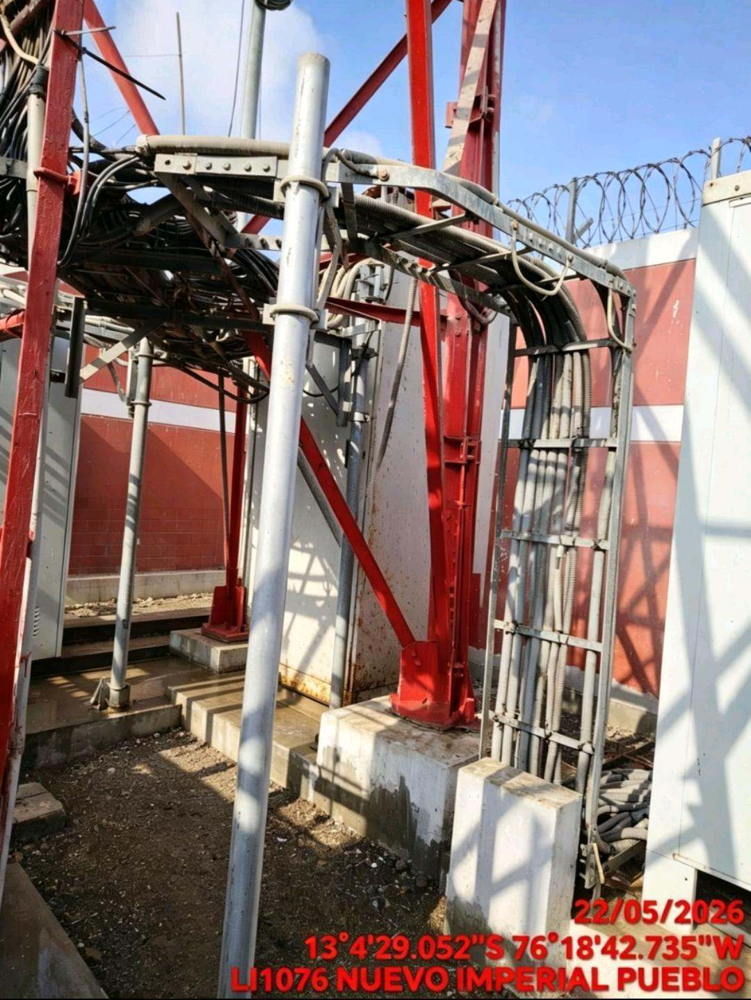 22/05/2026
13°4'29.052"S 76°18'42.735"W
LI1076 NUEVO IMPERIAL PUEBLO